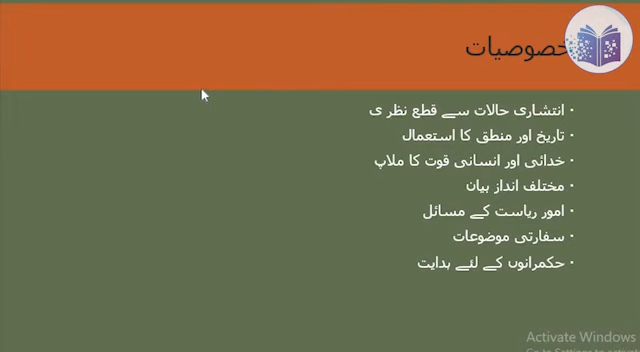 خصوصیات
· انتشاری حالات سے قطع نظر ی
· تاریخ اور منطق کا استعمال
· خدائی اور انسانی قوت کا ملاپ
· مختلف انداز بیان
· امور ریاست کے مسائل
· سفارتی موضوعات
· حکمرانوں کے لئے ہدایت
Activate Windows